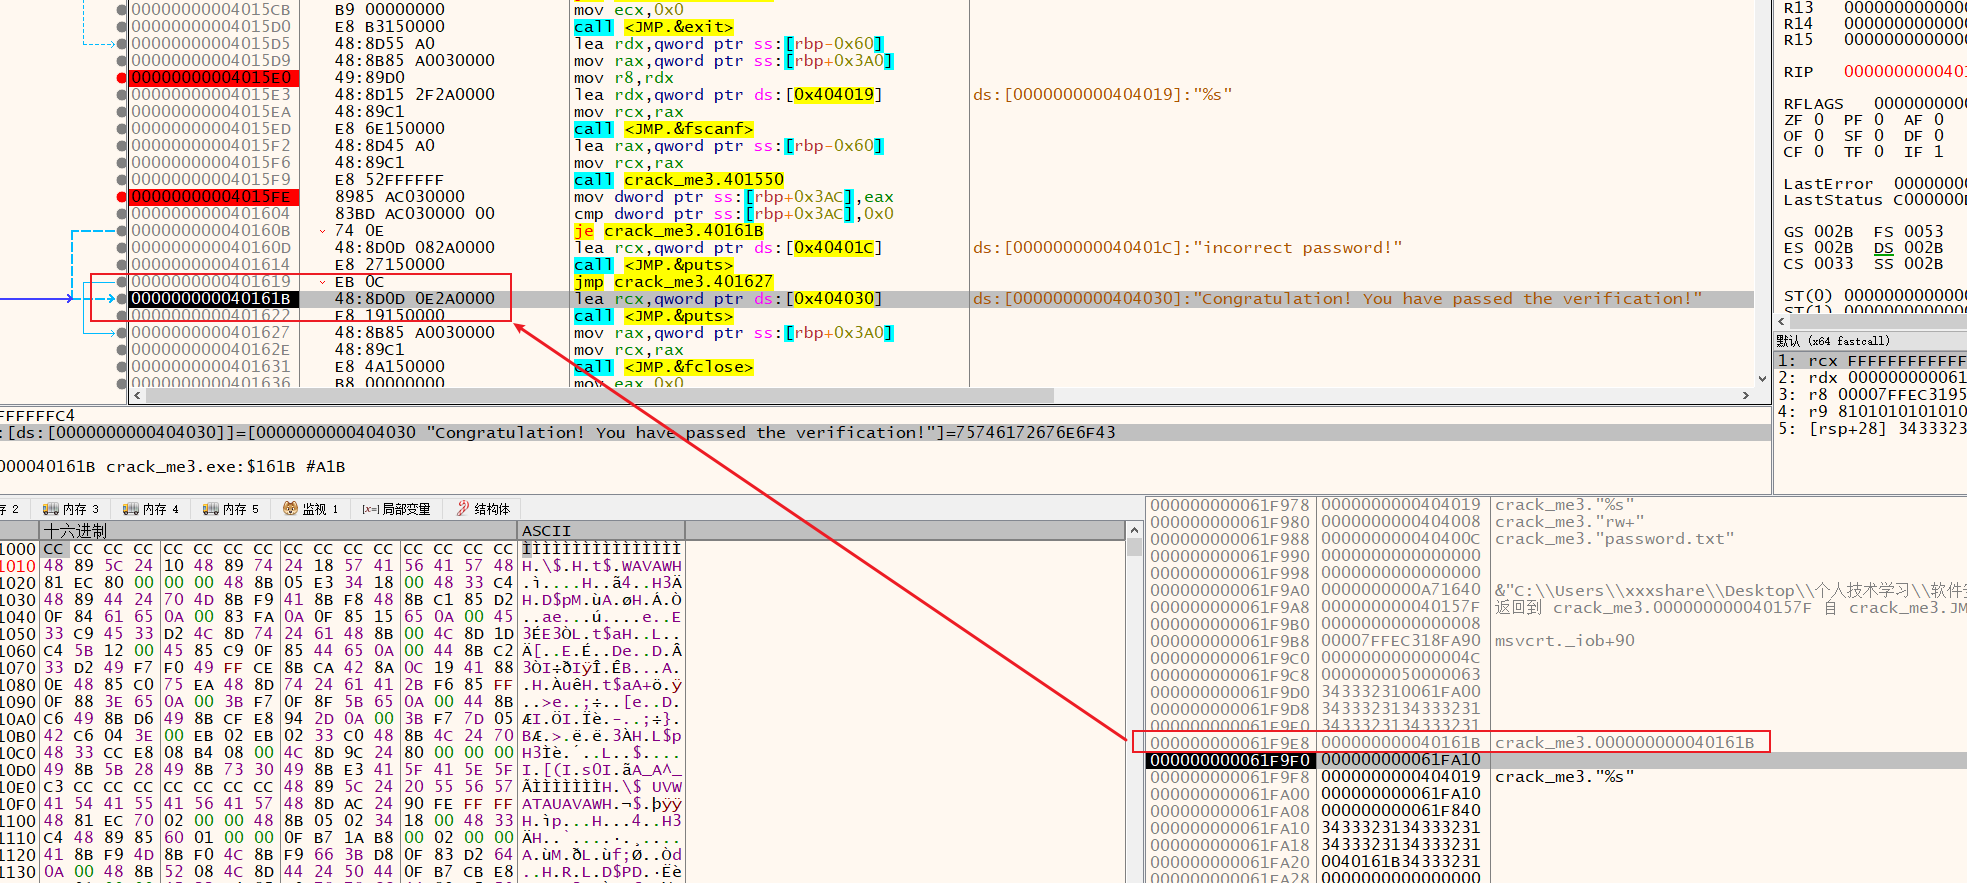 00000000004015CB B9 00000000 mov ecx,0x0
00000000004015D0 E8 B3150000 call <JMP.&exit>
00000000004015D5 48:8D55 A0 lea rdx,qword ptr ss:[rbp-0x60]
00000000004015D9 48:8B85 A0030000 mov rax,qword ptr ss:[rbp+0x3A0]
00000000004015E0 49:89D0 mov r8,rdx
00000000004015E3 48:8D15 2F2A0000 lea rdx,qword ptr ds:[0x404019] ds:[0000000000404019]:"%s"
00000000004015EA 48:89C1 mov rcx,rax
00000000004015ED E8 6E150000 call <JMP.&fscanf>
00000000004015F2 48:8D45 A0 lea rax,qword ptr ss:[rbp-0x60]
00000000004015F6 48:89C1 mov rcx,rax
00000000004015F9 E8 52FFFFFF call crack_me3.401550
00000000004015FE 8985 AC030000 mov dword ptr ss:[rbp+0x3AC],eax
0000000000401604 83BD AC030000 00 cmp dword ptr ss:[rbp+0x3AC],0x0
000000000040160B 74 0E je crack_me3.40161B
000000000040160D 48:8D0D 082A0000 lea rcx,qword ptr ds:[0x40401C] ds:[000000000040401C]:"incorrect password!"
0000000000401614 E8 27150000 call <JMP.&puts>
0000000000401619 EB 0C jmp crack_me3.401627
000000000040161B 48:8D0D 0E2A0000 lea rcx,qword ptr ds:[0x404030] ds:[0000000000404030]:"Congratulation! You have passed the verification!"
0000000000401622 E8 19150000 call <JMP.&puts>
0000000000401627 48:8B85 A0030000 mov rax,qword ptr ss:[rbp+0x3A0]
000000000040162E 48:89C1 mov rcx,rax
0000000000401631 E8 4A150000 call <JMP.&fclose>
0000000000401636 B8 00000000 mov eax,0x0
R13 000000000000
R14 000000000000
R15 000000000000
RIP 000000000040
RFLAGS 00000000
ZF 0 PF 0 AF 0
OF 0 SF 0 DF 0
CF 0 TF 0 IF 1
LastError 0000000
LastStatus C00000
GS 002B FS 0053
ES 002B DS 002B
CS 0033 SS 002B
ST(0) 0000000000
默认 (x64 fastcall)
1: rcx FFFFFFFFFFFF
2: rdx 000000000061
3: r8 00007FFEC3195
4: r9 8101010101010
5: [rsp+28] 3433323
FFFFFFC4
:[ds:[0000000000404030]]=[0000000000404030 "Congratulation! You have passed the verification!"]=75746172676E6F43
000040161B crack_me3.exe:$161B #A1B
存 2 内存 3 内存 4 内存 5 监视 1 [x=]局部变量 结构体
十六进制 ASCII
1000 CC CC CC CC CC CC CC CC CC CC CC CC CC CC CC CC ÌÌÌÌÌÌÌÌÌÌÌÌÌÌÌÌ
1010 48 89 5C 24 10 48 89 74 24 18 57 41 56 41 57 48 H.\$.H.t$.WAVAWH
1020 81 EC 80 00 00 00 48 8B 05 E3 34 18 00 48 33 C4 .ì....H..ã4..H3Ä
1030 48 89 44 24 70 4D 8B F9 41 8B F8 48 8B C1 85 D2 H.D$pM.ùA.øH.Á.Ò
1040 0F 84 61 65 0A 00 83 FA 0A 0F 85 15 65 0A 00 45 ..ae...ú....e..E
1050 33 C9 45 33 D2 4C 8D 74 24 61 48 8B 00 4C 8D 1D 3ÉE3ÒL.t$aH..L..
1060 C4 5B 12 00 45 85 C9 0F 85 44 65 0A 00 44 8B C2 Ä[..E.É..De..D.Â
1070 33 D2 49 F7 F0 49 FF CE 8B CA 42 8A 0C 19 41 88 3ÒI÷ðIÿÎ.ÊB...A.
1080 0E 48 85 C0 75 EA 48 8D 74 24 61 41 2B F6 85 FF .H.ÀuêH.t$aA+ö.ÿ
1090 0F 88 3E 65 0A 00 3B F7 0F 8F 5B 65 0A 00 44 8B ..>e..;÷..[e..D.
10A0 C6 49 8B D6 49 8B CF E8 94 2D 0A 00 3B F7 7D 05 ÆI.ÖI.Ïè.-..;÷}.
10B0 42 C6 04 3E 00 EB 02 EB 02 33 C0 48 8B 4C 24 70 BÆ.>.ë.ë.3ÀH.L$p
10C0 48 33 CC E8 08 B4 08 00 4C 8D 9C 24 80 00 00 00 H3Ìè.´..L..$....
10D0 49 8B 5B 28 49 8B 73 30 49 8B E3 41 5F 41 5E 5F I.[(I.s0I.ãA_A^_
10E0 C3 CC CC CC CC CC CC CC 48 89 5C 24 20 55 56 57 ÃÌÌÌÌÌÌÌH.\$ UVW
10F0 41 54 41 55 41 56 41 57 48 8D AC 24 90 FE FF FF ATAUAVAWH.¬$.þÿÿ
1100 48 81 EC 70 02 00 00 48 8B 05 02 34 18 00 48 33 H.ìp...H...4..H3
1110 C4 48 89 85 60 01 00 00 0F B7 1A B8 00 02 00 00 ÄH..`....·.¸....
1120 41 8B F9 4D 8B F0 4C 8B F9 66 3B D8 0F 83 D2 64 A.ùM.ðL.ùf;Ø..Òd
1130 0A 00 48 8B 52 08 4C 8D 44 24 50 44 0F B7 CB E8 ..H.R.L.D$PD.·Ëè
000000000061F978 0000000000404019 crack_me3."%s"
000000000061F980 0000000000404008 crack_me3."rw+"
000000000061F988 000000000040400C crack_me3."password.txt"
000000000061F990 0000000000000000
000000000061F998 0000000000000000
000000000061F9A0 0000000000A71640 &"C:\\Users\\xxxshare\\Desktop\\个人技术学习\\软件安
000000000061F9A8 000000000040157F 返回到 crack_me3.000000000040157F 自 crack_me3.JM
000000000061F9B0 0000000000000008
000000000061F9B8 00007FFEC318FA90 msvcrt._iob+90
000000000061F9C0 000000000000004C
000000000061F9C8 0000000050000063
000000000061F9D0 343332310061FA00
000000000061F9D8 3433323134333231
000000000061F9E0 3433323134333231
000000000061F9E8 000000000040161B crack_me3.000000000040161B
000000000061F9F0 000000000061FA10
000000000061F9F8 0000000000404019 crack_me3."%s"
000000000061FA00 000000000061FA10
000000000061FA08 000000000061F840
000000000061FA10 3433323134333231
000000000061FA18 3433323134333231
000000000061FA20 0040161B34333231
000000000061FA28 0000000000000000